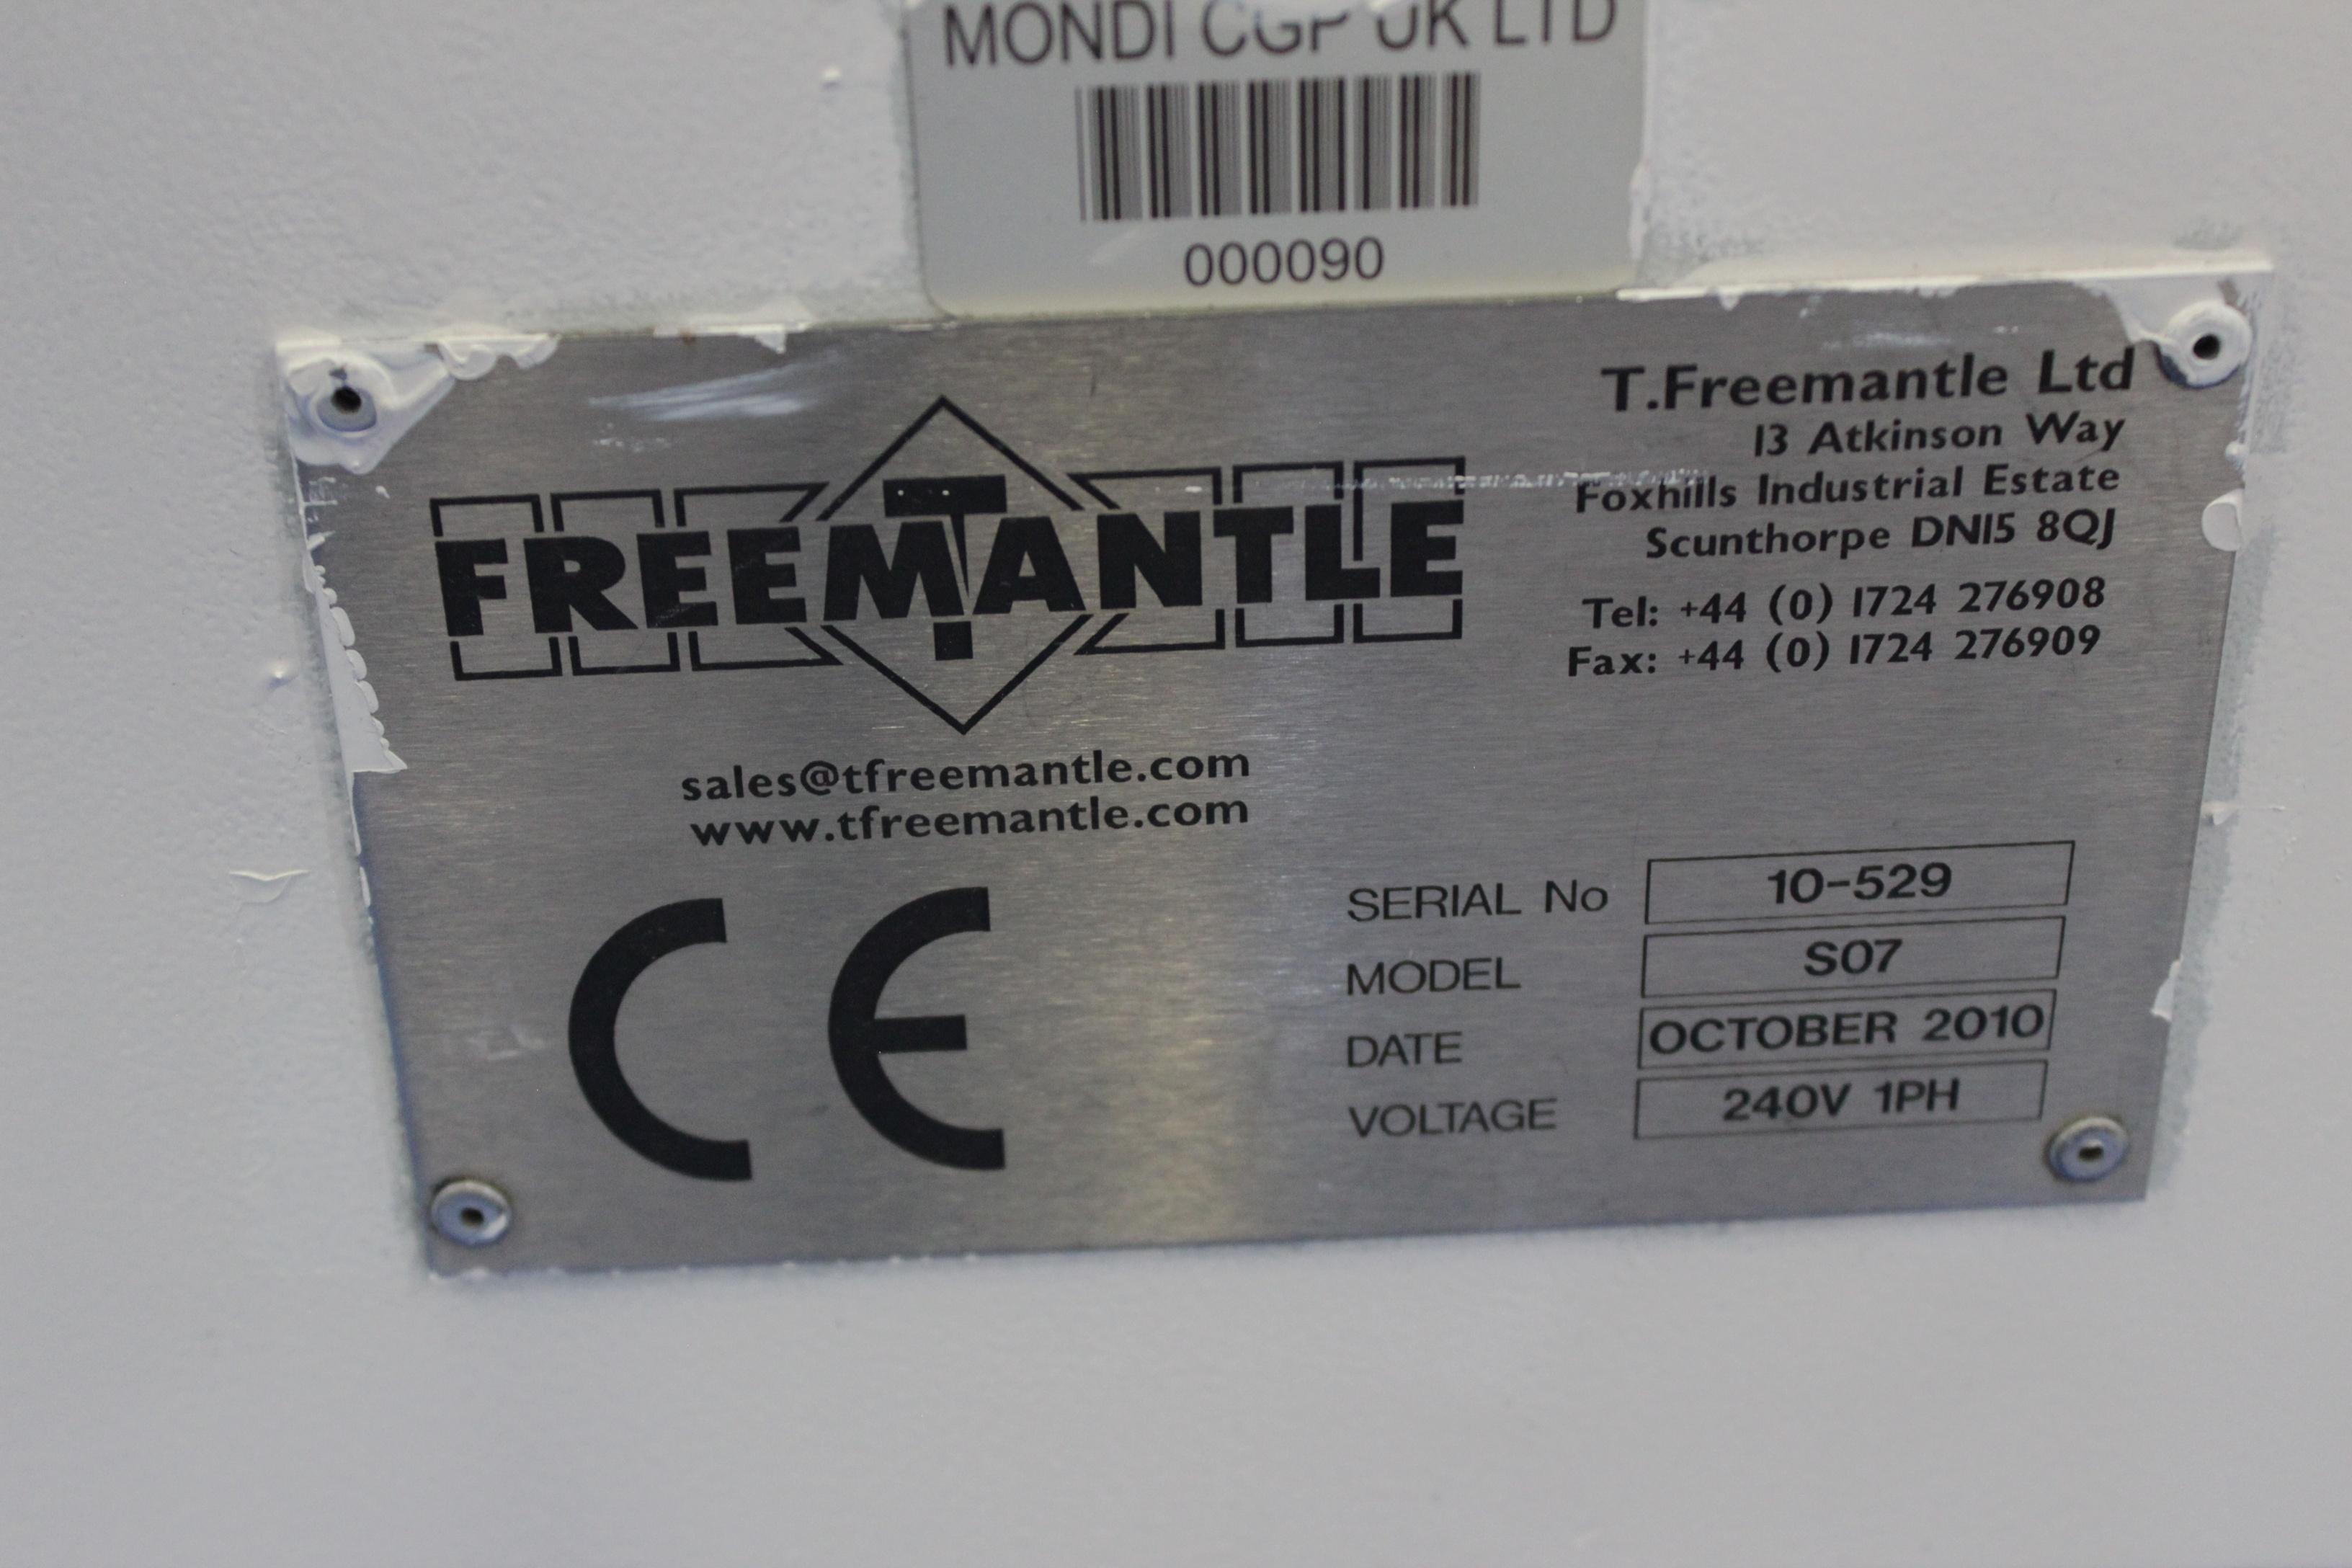 MONDI CGP UK LTD
000090
FREEMANTLE
T
sales@tfreemantle.com
www.tfreemantle.com
T.Freemantle Ltd
13 Atkinson Way
Foxhills Industrial Estate
Scunthorpe DN15 8QJ
Tel: +44 (0) 1724 276908
Fax: +44 (0) 1724 276909
CE
SERIAL No 10-529
MODEL S07
DATE OCTOBER 2010
VOLTAGE 240V 1PH